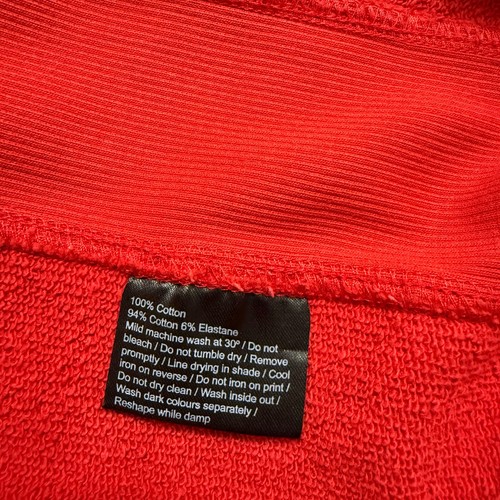 100% Cotton
94% Cotton 6% Elastane
Mild machine wash at 30° / Do not
bleach / Do not tumble dry / Remove
promptly / Line drying in shade / Cool
iron on reverse / Do not iron on print /
Do not dry clean / Wash inside out /
Wash dark colours separately /
Reshape while damp